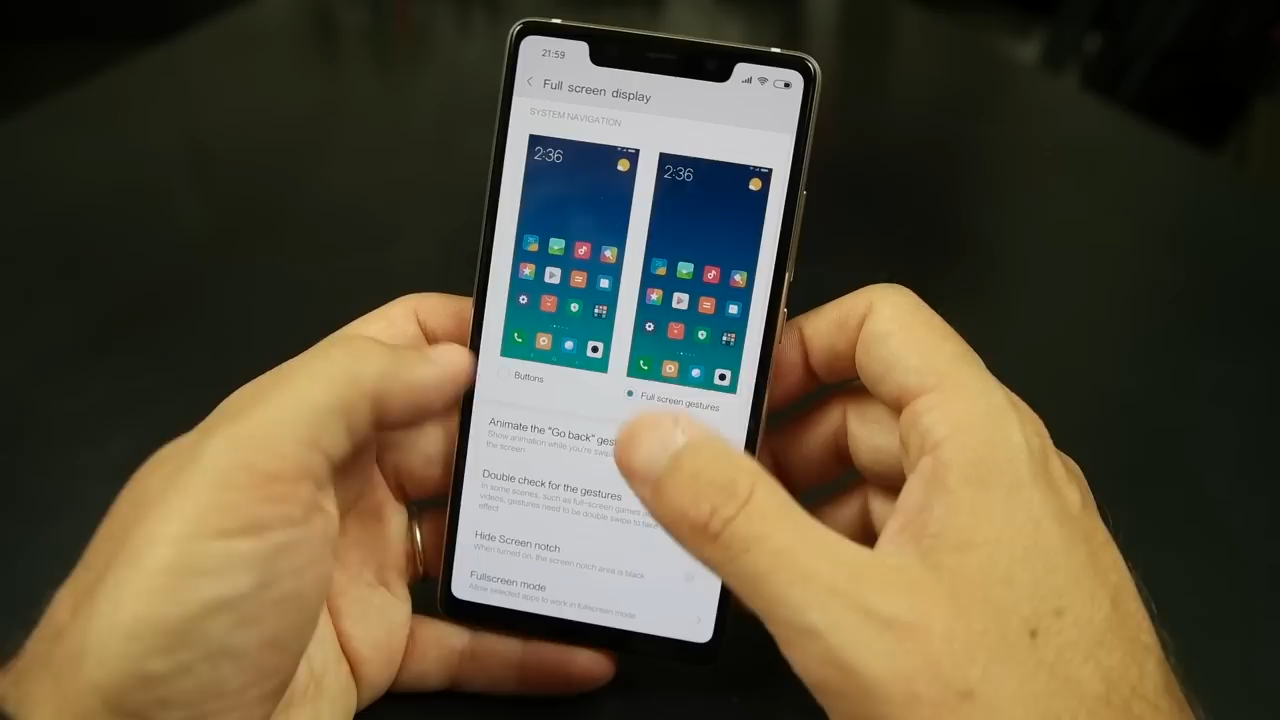 21:59
Full screen display
SYSTEM NAVIGATION
2:36
2:36
Buttons
Full screen gestures
Animate the "Go back"
Show animation while you're
the screen
Double check for the gestures
In some scenes, such as full-screen games
videos, gestures need to be double swipe to
effect
Hide Screen notch
When turned on, the screen notch area is black
Fullscreen mode
Allow selected apps to work in fullscreen mode